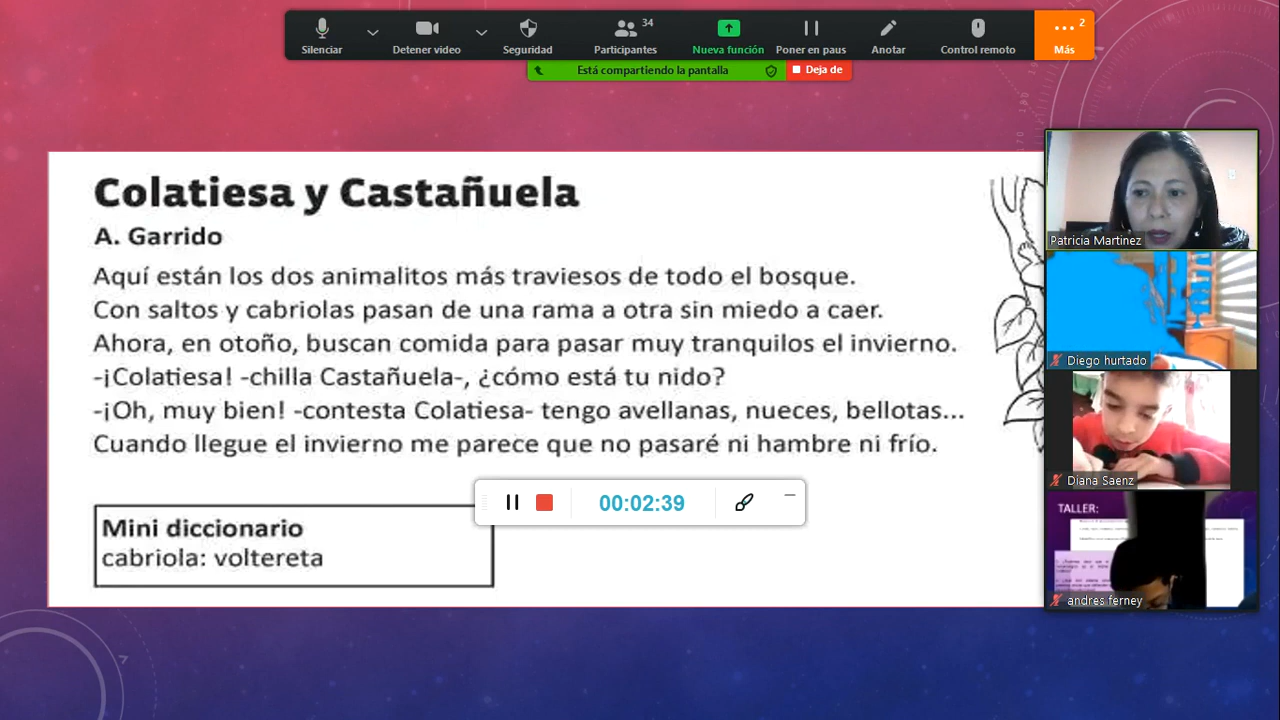 Silenciar
Detener video
Seguridad
Participantes
34
Nueva función
Poner en paus
Anotar
Control remoto
Más
2
Está compartiendo la pantalla
Deja de
Colatiesa y Castañuela
A. Garrido
Aquí están los dos animalitos más traviesos de todo el bosque.
Con saltos y cabriolas pasan de una rama a otra sin miedo a caer.
Ahora, en otoño, buscan comida para pasar muy tranquilos el invierno.
-¡Colatiesa! -chilla Castañuela-, ¿cómo está tu nido?
-¡Oh, muy bien! -contesta Colatiesa- tengo avellanas, nueces, bellotas...
Cuando llegue el invierno me parece que no pasaré ni hambre ni frío.
00:02:39
Mini diccionario
cabriola: voltereta
Patricia Martinez
Diego hurtado
Diana Saenz
TALLER:
andres ferney
170
180